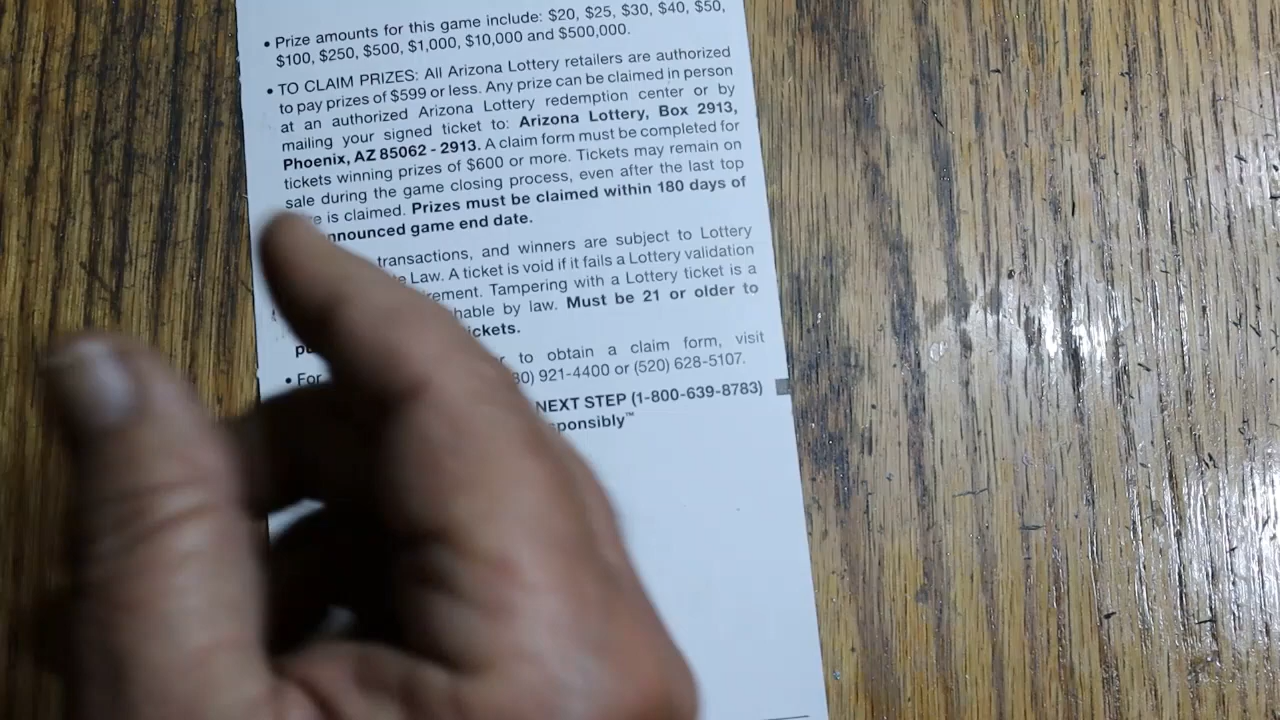 • Prize amounts for this game include: $20, $25, $30, $40, $50,
$100, $250, $500, $1,000, $10,000 and $500,000.
• TO CLAIM PRIZES: All Arizona Lottery retailers are authorized
to pay prizes of $599 or less. Any prize can be claimed in person
at an authorized Arizona Lottery redemption center or by
mailing your signed ticket to: Arizona Lottery, Box 2913,
Phoenix, AZ 85062 - 2913. A claim form must be completed for
tickets winning prizes of $600 or more. Tickets may remain on
sale during the game closing process, even after the last top
is claimed. Prizes must be claimed within 180 days of
nnounced game end date.
transactions, and winners are subject to Lottery
Law. A ticket is void if it fails a Lottery validation
rement. Tampering with a Lottery ticket is a
hable by law. Must be 21 or older to
ickets.
to obtain a claim form, visit
• For 80) 921-4400 or (520) 628-5107.
NEXT STEP (1-800-639-8783)
sponsibly™